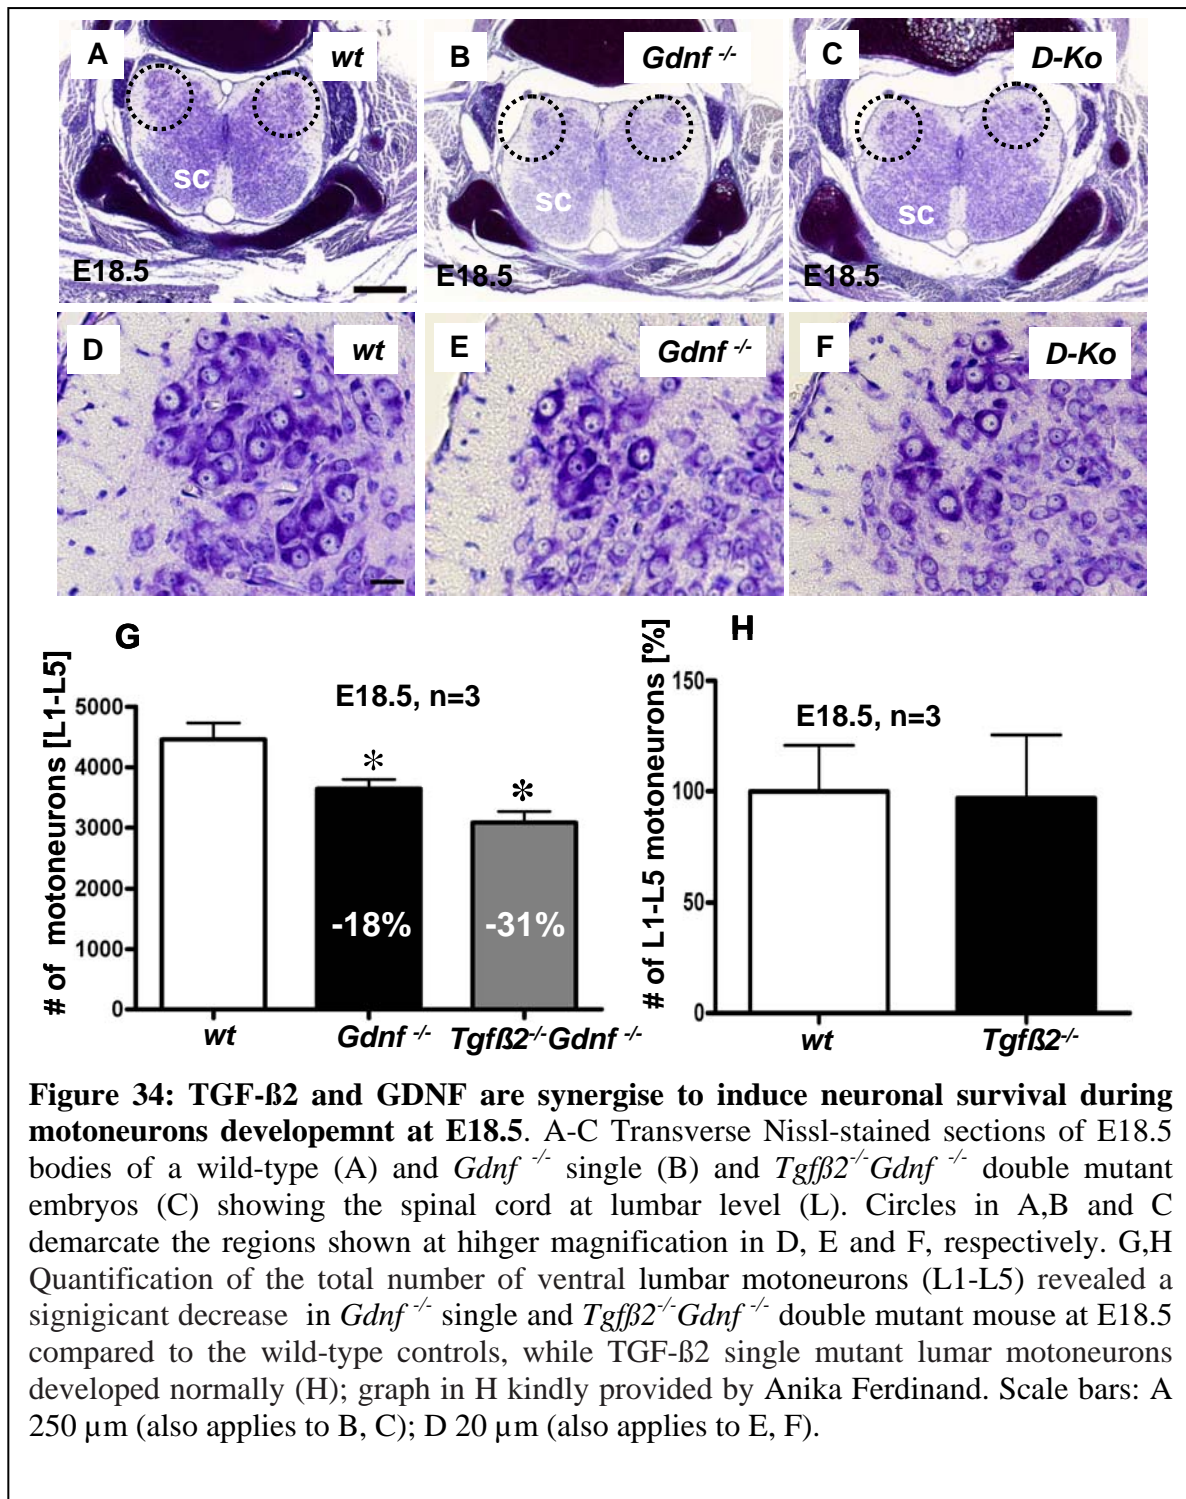 A wt B Gdnf -/- C D-Ko
sc sc sc
E18.5 E18.5 E18.5
D wt E Gdnf -/- F D-Ko
G
# of motoneurons [L1-L5]
E18.5, n=3
5000
4000
3000
2000
1000
0
* *
-18% -31%
wt Gdnf -/- Tgfß2-/-Gdnf -/-
H
# of L1-L5 motoneurons [%]
E18.5, n=3
150
100
50
0
wt Tgfß2-/-
Figure 34: TGF-ß2 and GDNF are synergise to induce neuronal survival during
motoneurons developemnt at E18.5. A-C Transverse Nissl-stained sections of E18.5
bodies of a wild-type (A) and Gdnf -/- single (B) and Tgfß2-/-Gdnf -/- double mutant
embryos (C) showing the spinal cord at lumbar level (L). Circles in A,B and C
demarcate the regions shown at hihger magnification in D, E and F, respectively. G,H
Quantification of the total number of ventral lumbar motoneurons (L1-L5) revealed a
signigicant decrease in Gdnf -/- single and Tgfß2-/-Gdnf -/- double mutant mouse at E18.5
compared to the wild-type controls, while TGF-ß2 single mutant lumar motoneurons
developed normally (H); graph in H kindly provided by Anika Ferdinand. Scale bars: A
250 µm (also applies to B, C); D 20 µm (also applies to E, F).